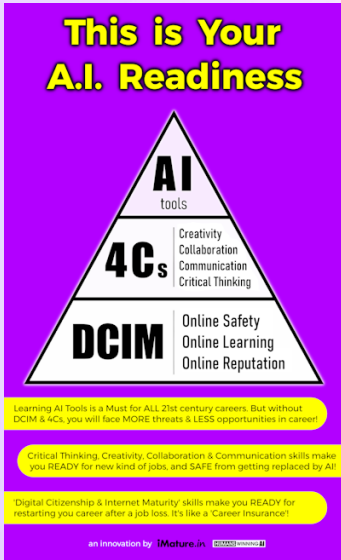 This is Your
A.I. Readiness
AI
tools
4Cs
Creativity
Collaboration
Communication
Critical Thinking
DCIM
Online Safety
Online Learning
Online Reputation
Learning AI Tools is a Must for ALL 21st century careers. But without
DCIM & 4Cs, you will face MORE threats & LESS opportunities in career!
Critical Thinking, Creativity, Collaboration & Communication skills make
you READY for new kind of jobs, and SAFE from getting replaced by AI!
'Digital Citizenship & Internet Maturity' skills make you READY for
restarting you career after a job loss. It's like a 'Career Insurance'!
an innovation by iMature.in HUMANS WINNING